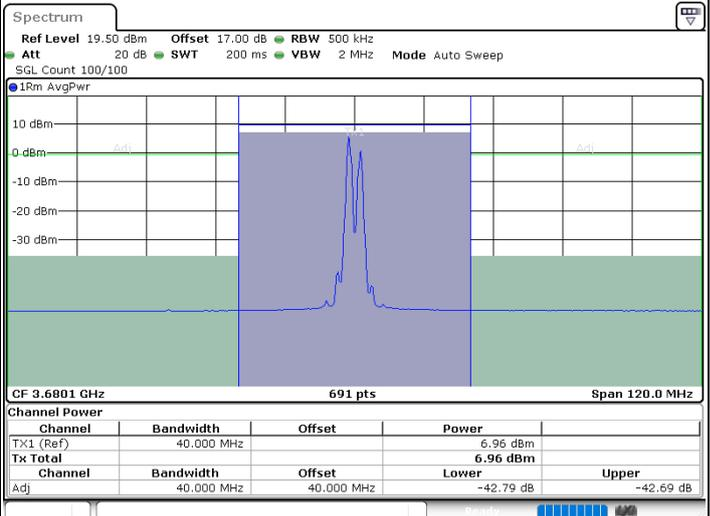 Spectrum
Ref Level 19.50 dBm Offset 17.00 dB RBW 500 kHz
Att 20 dB SWT 200 ms VBW 2 MHz Mode Auto Sweep
SGL Count 100/100
1Rm AvgPwr
10 dBm
TX1
Adj Adj
0 dBm
-10 dBm
-20 dBm
-30 dBm
CF 3.6801 GHz 691 pts Span 120.0 MHz
Channel Power
Channel Bandwidth Offset Power
TX1 (Ref) 40.000 MHz 6.96 dBm
Tx Total 6.96 dBm
Channel Bandwidth Offset Lower Upper
Adj 40.000 MHz 40.000 MHz -42.79 dB -42.69 dB
Ready